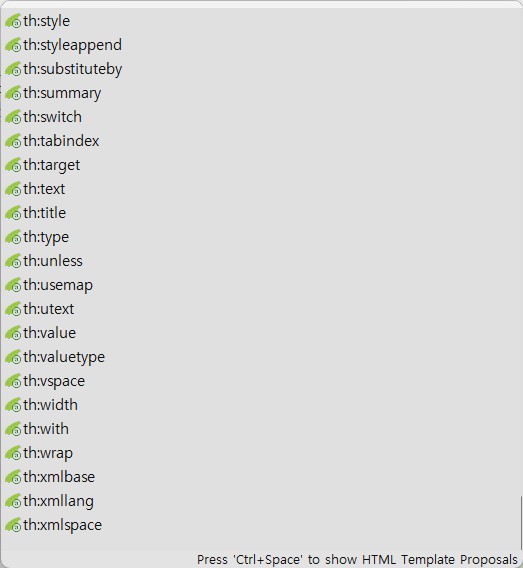 th:style
th:styleappend
th:substituteby
th:summary
th:switch
th:tabindex
th:target
th:text
th:title
th:type
th:unless
th:usemap
th:utext
th:value
th:valuetype
th:vspace
th:width
th:with
th:wrap
th:xmlbase
th:xmllang
th:xmlspace
Press 'Ctrl+Space' to show HTML Template Proposals